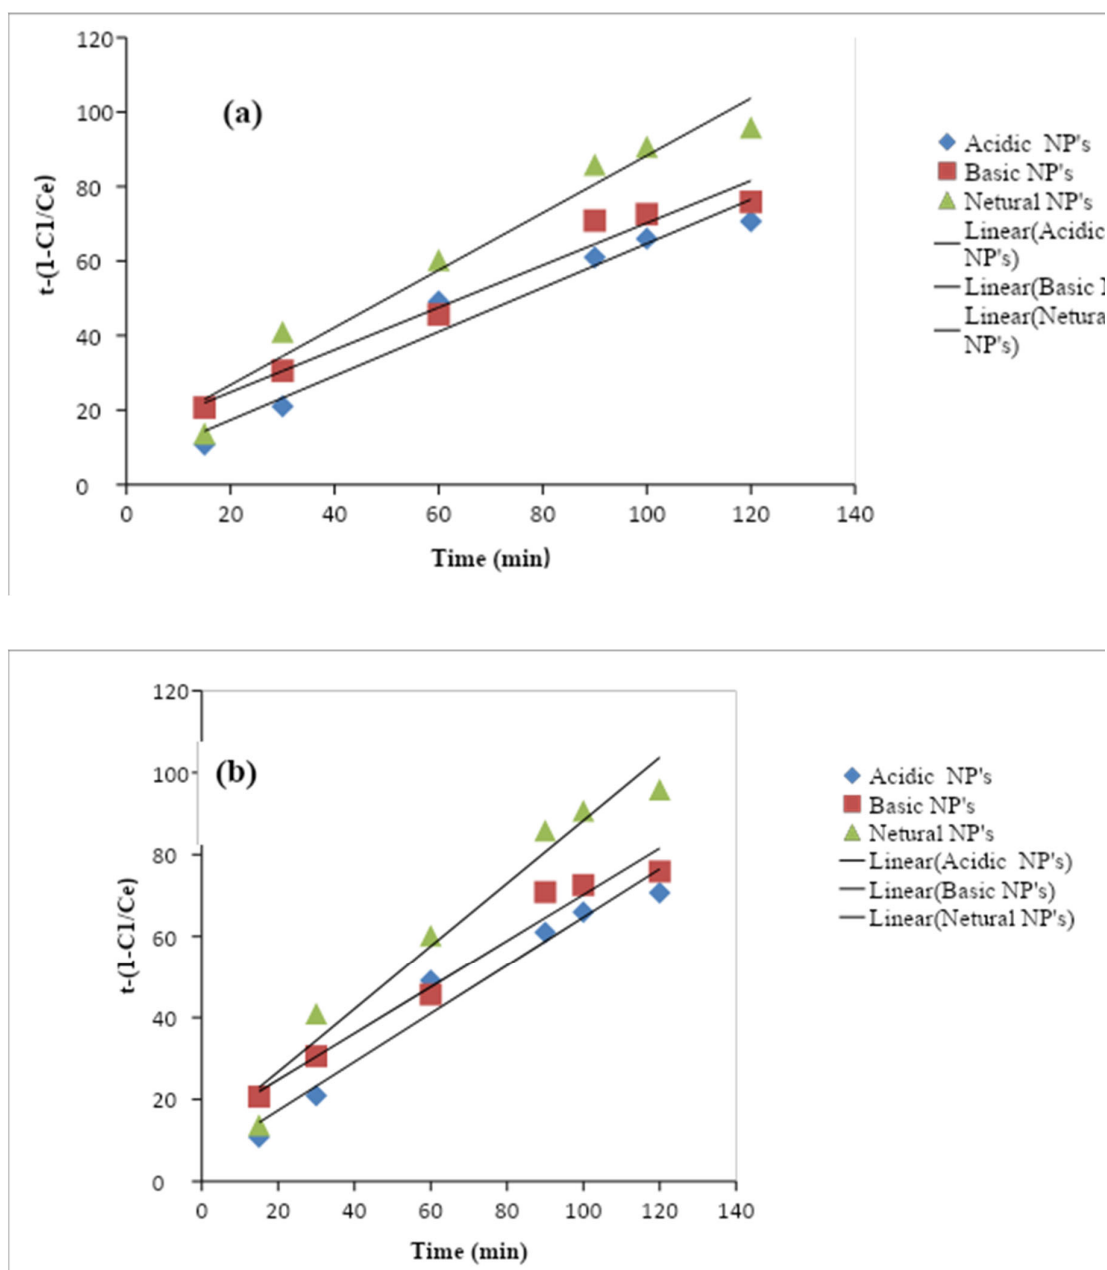 120
100
80
60
40
20
0
(a)
t-(1-C1/Ce)
0 20 40 60 80 100 120 140
Time (min)
Acidic NP's
Basic NP's
Netural NP's
Linear(Acidic
NP's)
Linear(Basic N
Linear(Netura
NP's)
120
100
80
60
40
20
0
(b)
t-(1-C1/Ce)
0 20 40 60 80 100 120 140
Time (min)
Acidic NP's
Basic NP's
Netural NP's
Linear(Acidic NP's)
Linear(Basic NP's)
Linear(Netural NP's)